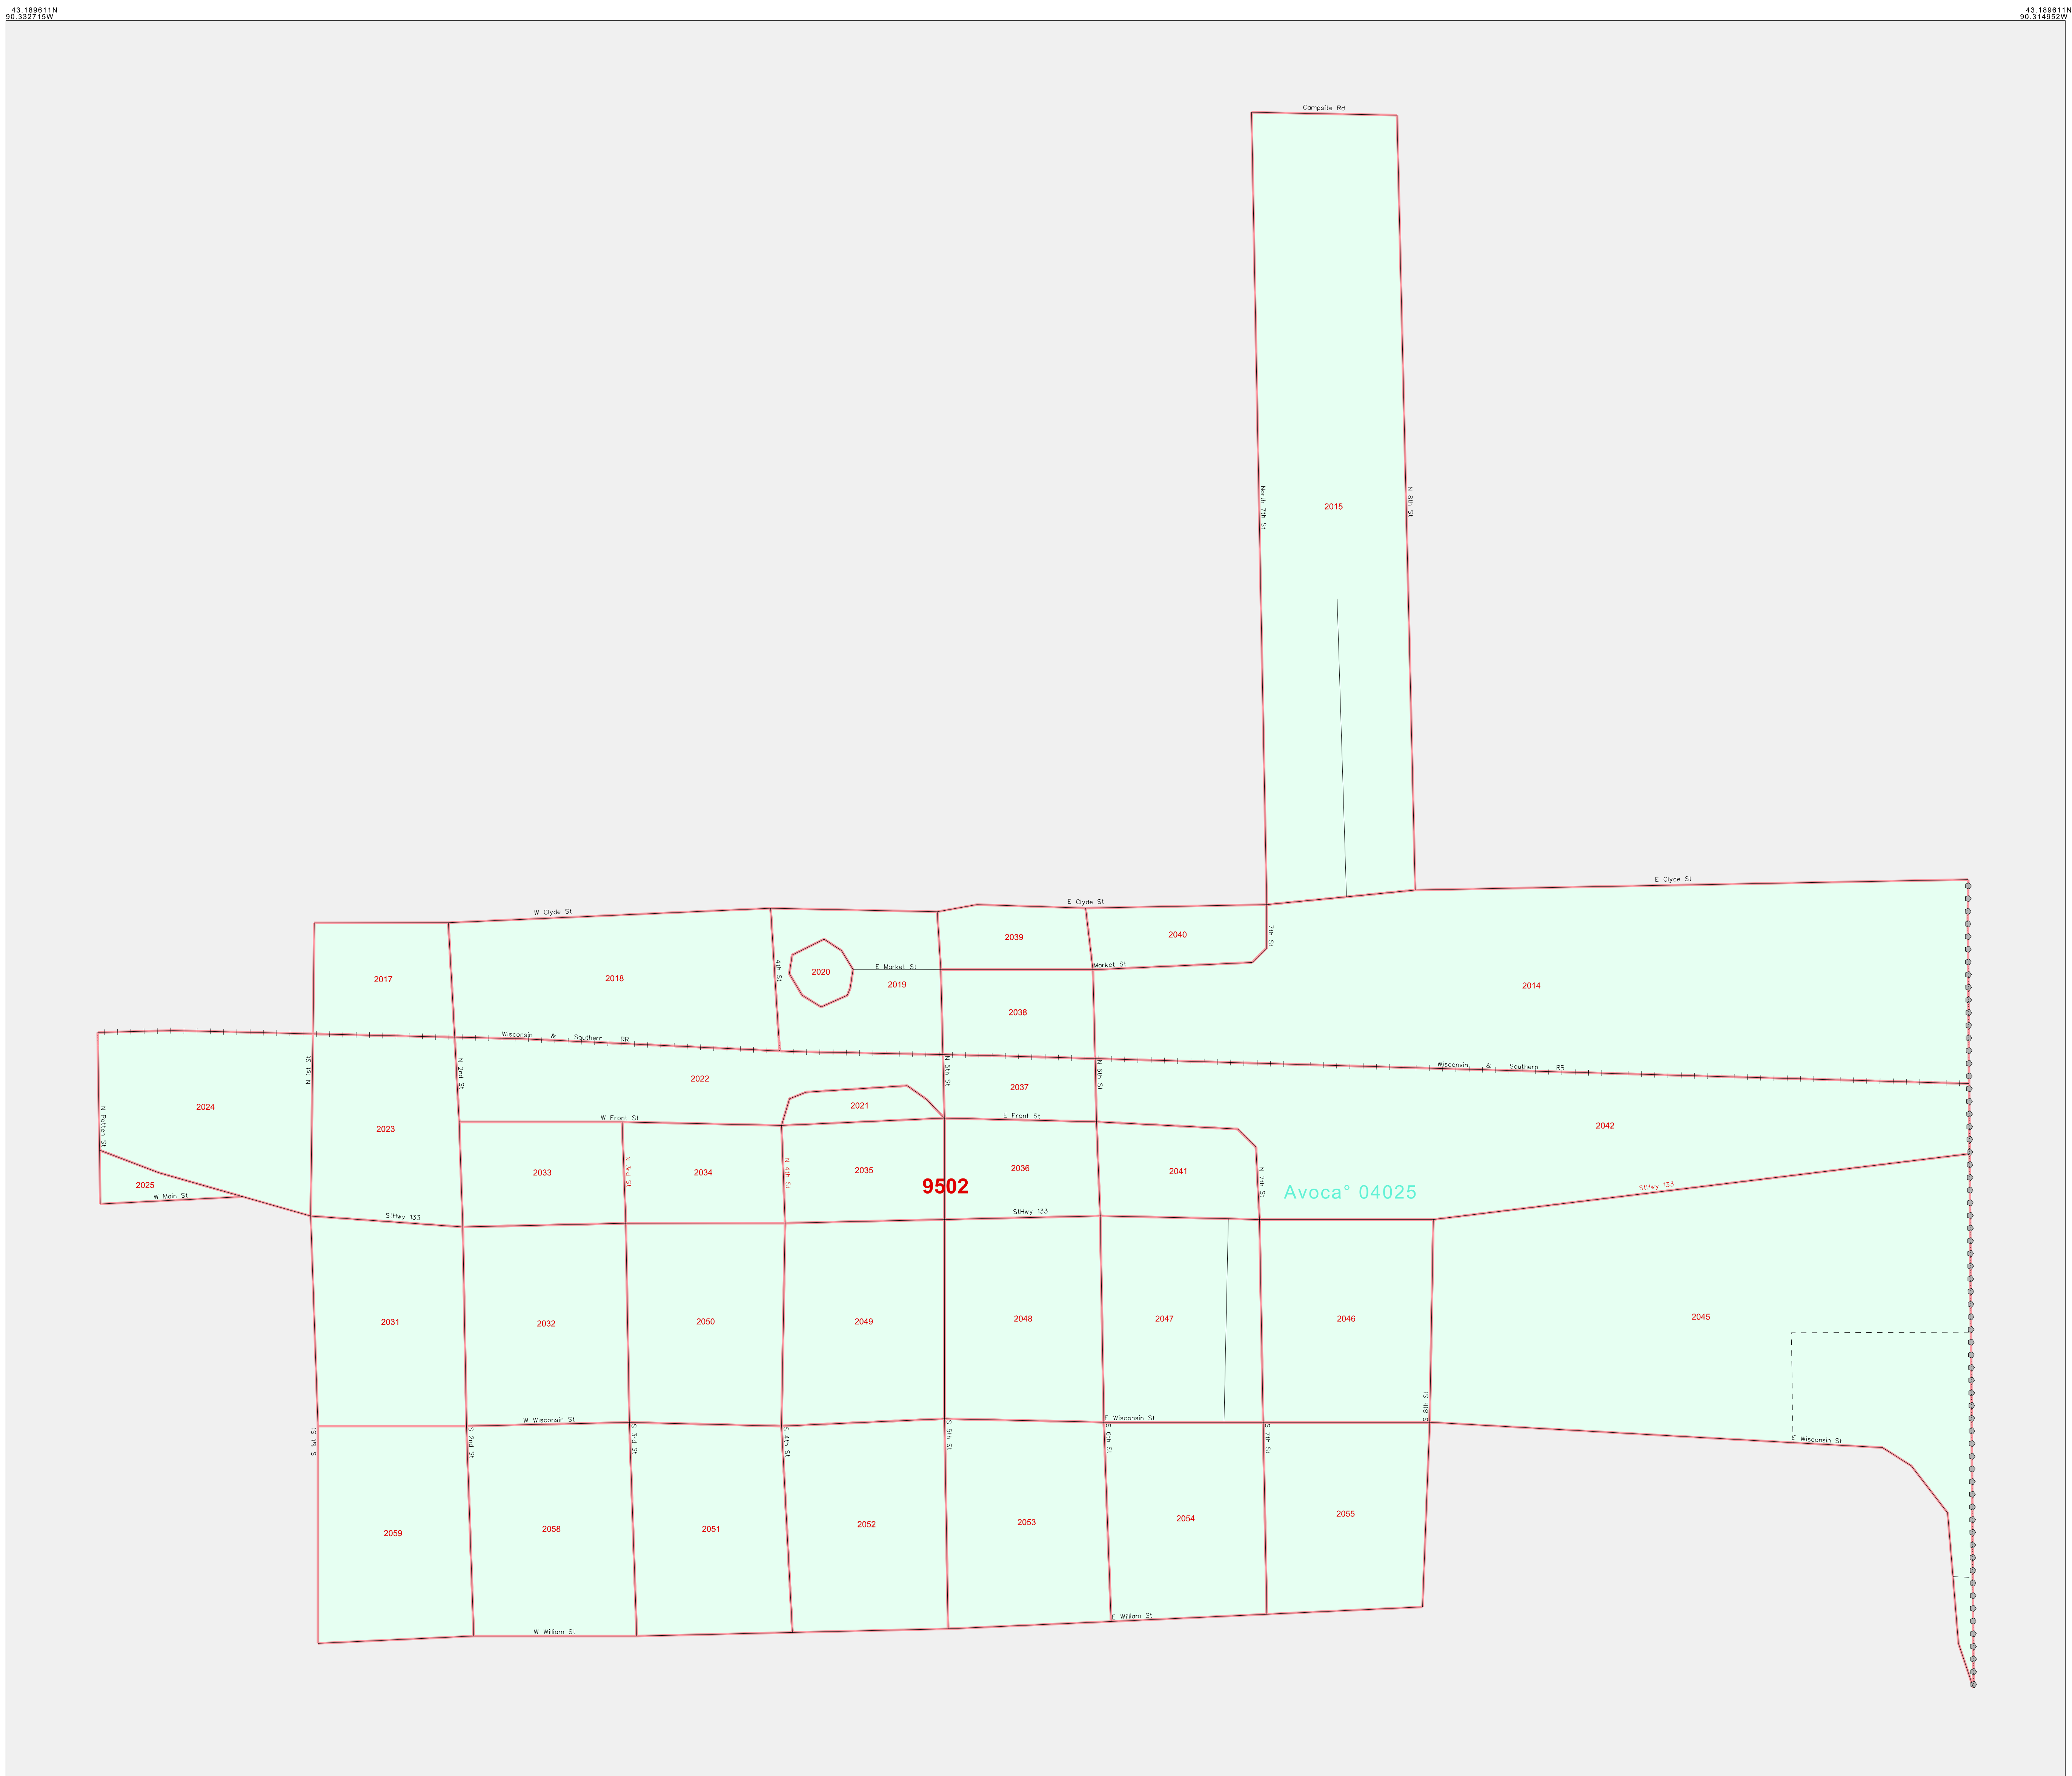 43.189611N
90.332715W
43.189611N
90.314952W
Campsite Rd
North 7th St
N 8th St
2015
E Clyde St
W Clyde St
E Clyde St
7th St
2039
2040
4th St
2020
E Market St
Market St
2017
2018
2019
2014
2038
Wisconsin & Southern RR
Wisconsin & Southern RR
N 1st St
N 2nd St
N 5th St
N 6th St
2022
2037
2024
2021
N Patten St
W Front St
E Front St
2023
2042
2033
N 3rd St
2034
N 4th St
2035
2036
2041
N 7th St
2025
9502
Avoca° 04025
StHwy 133
W Main St
StHwy 133
StHwy 133
2031
2032
2050
2049
2048
2047
2046
2045
S 8th St
W Wisconsin St
E Wisconsin St
E Wisconsin St
S 1st St
S 2nd St
S 3rd St
S 4th St
S 5th St
S 6th St
S 7th St
2059
2058
2051
2052
2053
2054
2055
W William St
E William St